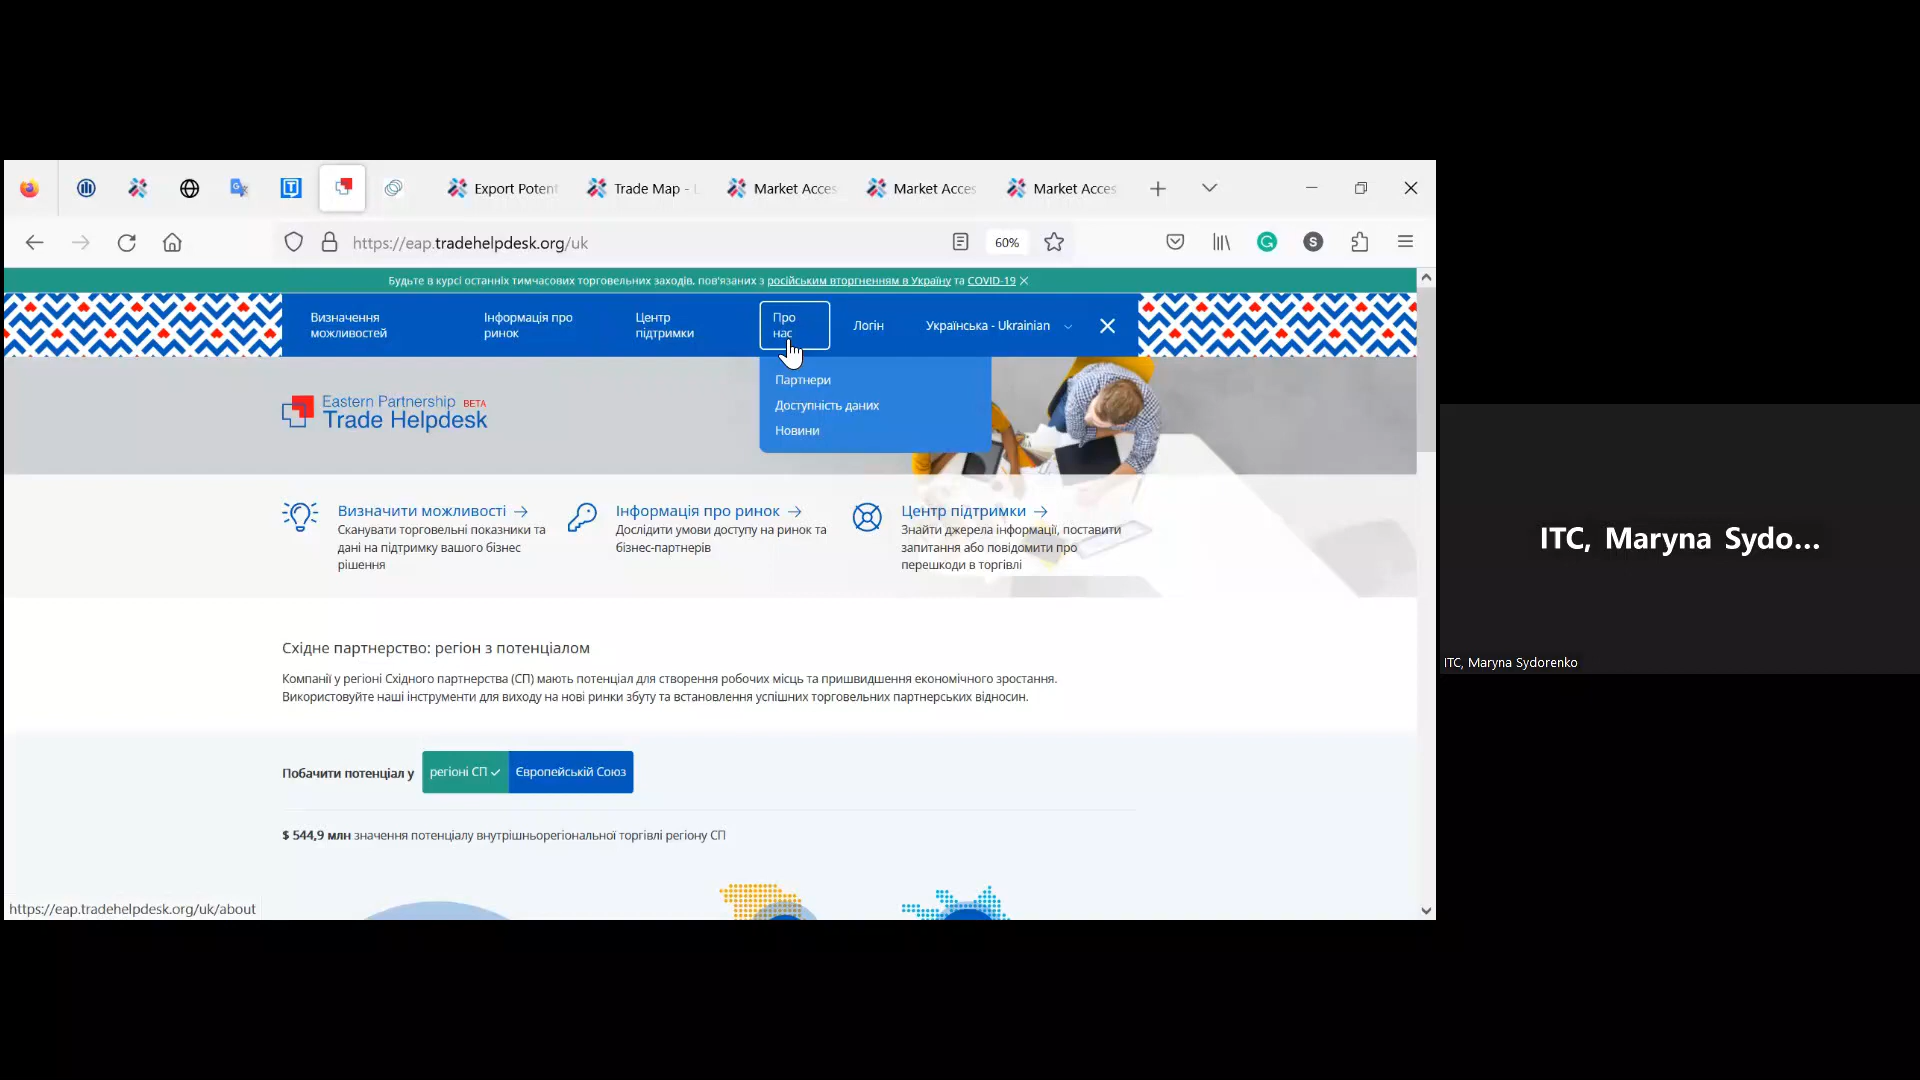 Export Potent
Trade Map - L
Market Acces
Market Acces
Market Acces
https://eap.tradehelpdesk.org/uk
60%
S
Будьте в курсі останніх тимчасових торговельних заходів, пов'язаних з російським вторгненням в Україну та COVID-19
Визначення
можливостей
Інформація про
ринок
Центр
підтримки
Про
нас
Логін
Українська - Ukrainian
Партнери
Доступність даних
Новини
Eastern Partnership BETA
Trade Helpdesk
Визначити можливості →
Сканувати торговельні показники та
дані на підтримку вашого бізнес
рішення
Інформація про ринок →
Дослідити умови доступу на ринок та
бізнес-партнерів
Центр підтримки →
Знайти джерела інформації, поставити
запитання або повідомити про
перешкоди в торгівлі
Східне партнерство: регіон з потенціалом
Компанії у регіоні Східного партнерства (СП) мають потенціал для створення робочих місць та пришвидшення економічного зростання.
Використовуйте наші інструменти для виходу на нові ринки збуту та встановлення успішних торговельних партнерських відносин.
Побачити потенціал у регіоні СП ✓ Європейській Союз
$ 544,9 млн значення потенціалу внутрішньорегіональної торгівлі регіону СП
https://eap.tradehelpdesk.org/uk/about
ITC, Maryna Sydo...
ITC, Maryna Sydorenko